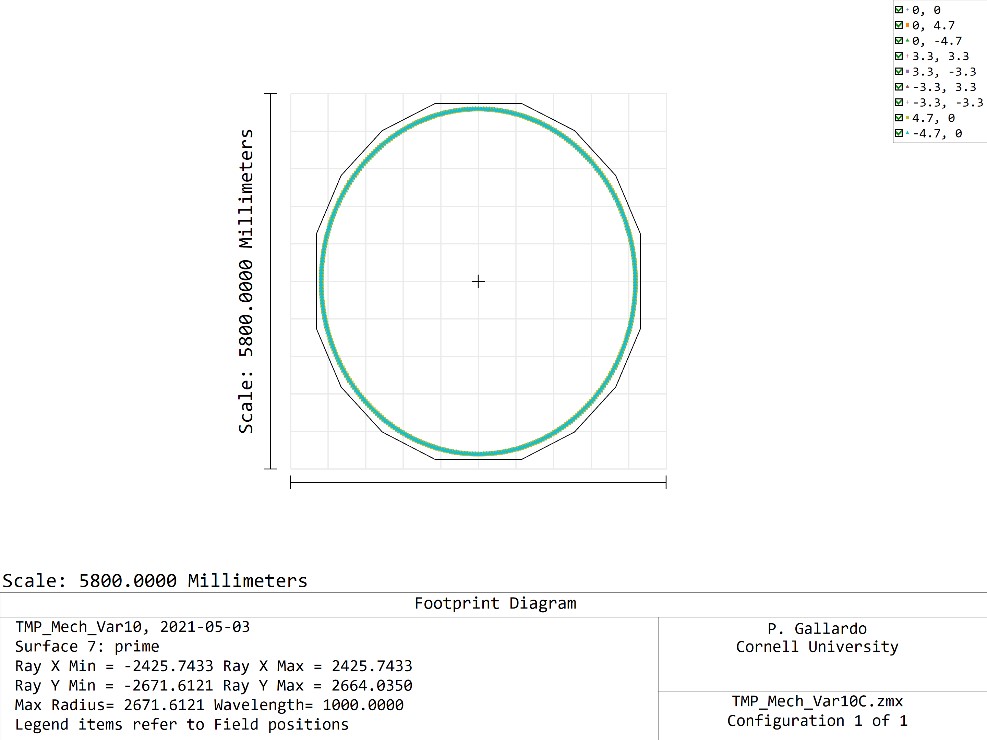 0, 0
0, 4.7
0, -4.7
3.3, 3.3
3.3, -3.3
-3.3, 3.3
-3.3, -3.3
4.7, 0
-4.7, 0
Scale: 5800.0000 Millimeters
Scale: 5800.0000 Millimeters
Footprint Diagram
TMP_Mech_Var10, 2021-05-03
Surface 7: prime
Ray X Min = -2425.7433 Ray X Max = 2425.7433
Ray Y Min = -2671.6121 Ray Y Max = 2664.0350
Max Radius= 2671.6121 Wavelength= 1000.0000
Legend items refer to Field positions
P. Gallardo
Cornell University
TMP_Mech_Var10C.zmx
Configuration 1 of 1